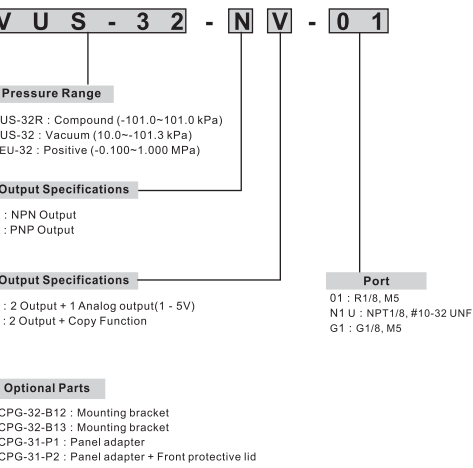 V U S - 3 2 - N V - 0 1
Pressure Range
US-32R : Compound (-101.0~101.0 kPa)
US-32 : Vacuum (10.0~-101.3 kPa)
EU-32 : Positive (-0.100~1.000 MPa)
Output Specifications
: NPN Output
: PNP Output
Output Specifications
: 2 Output + 1 Analog output(1 - 5V)
: 2 Output + Copy Function
Port
01 : R1/8, M5
N1 U : NPT1/8, #10-32 UNF
G1 : G1/8, M5
Optional Parts
CPG-32-B12 : Mounting bracket
CPG-32-B13 : Mounting bracket
CPG-31-P1 : Panel adapter
CPG-31-P2 : Panel adapter + Front protective lid